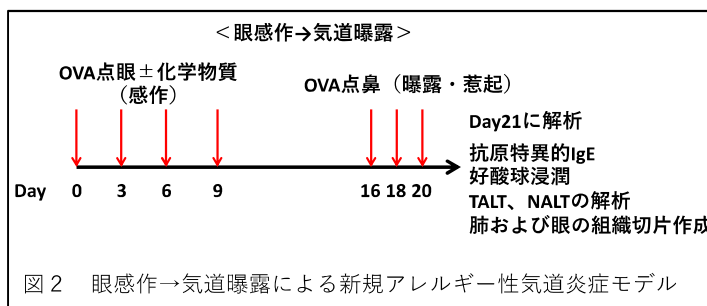 ＜眼感作→気道曝露＞
OVA点眼±化学物質
（感作）
OVA点鼻（曝露・惹起）
Day21に解析
抗原特異的IgE
好酸球浸潤
TALT、NALTの解析
肺および眼の組織切片作成
Day 0 3 6 9 16 18 20
図２　眼感作→気道曝露による新規アレルギー性気道炎症モデル